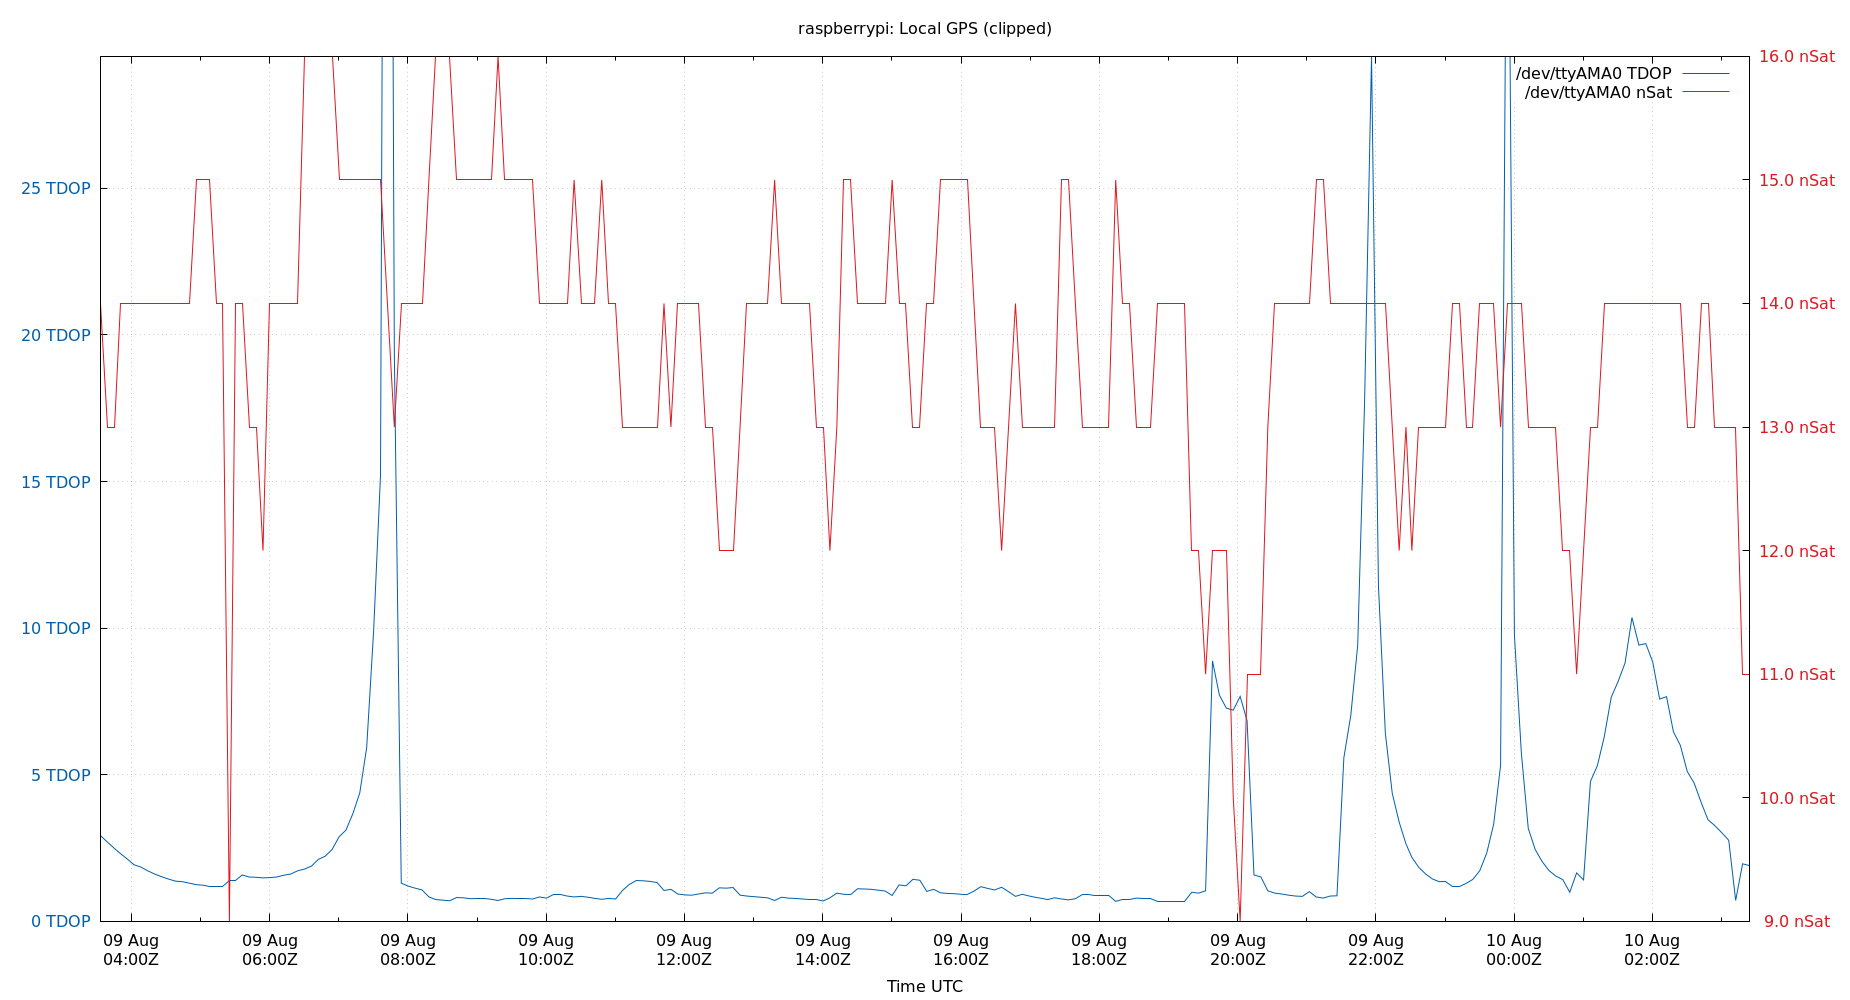 raspberrypi: Local GPS (clipped)
16.0 nSat
/dev/ttyAMA0 TDOP
/dev/ttyAMA0 nSat
25 TDOP
15.0 nSat
20 TDOP
14.0 nSat
15 TDOP
13.0 nSat
12.0 nSat
10 TDOP
11.0 nSat
5 TDOP
10.0 nSat
0 TDOP
9.0 nSat
09 Aug 09 Aug 09 Aug 09 Aug 09 Aug 09 Aug 09 Aug 09 Aug 09 Aug 09 Aug 10 Aug 10 Aug
04:00Z 06:00Z 08:00Z 10:00Z 12:00Z 14:00Z 16:00Z 18:00Z 20:00Z 22:00Z 00:00Z 02:00Z
Time UTC